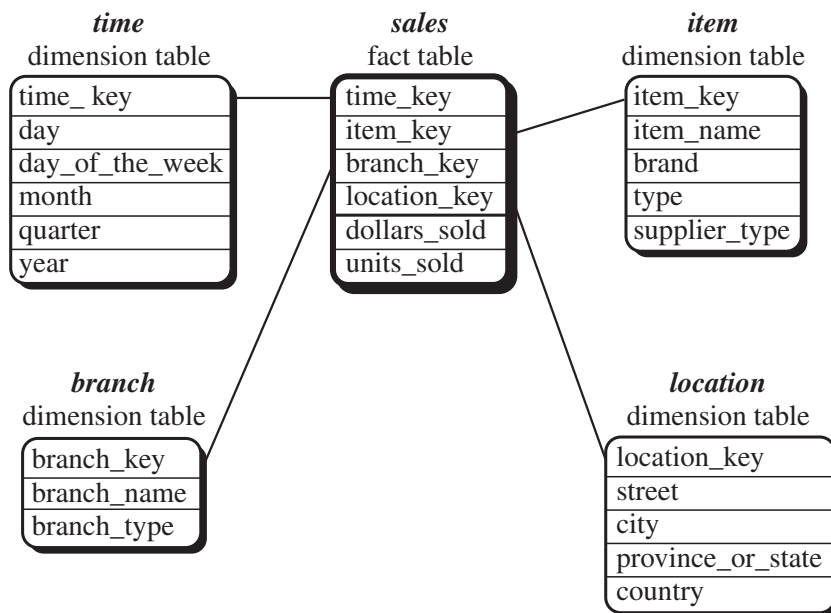 time
dimension table
time_ key
day
day_of_the_week
month
quarter
year
sales
fact table
time_key
item_key
branch_key
location_key
dollars_sold
units_sold
item
dimension table
item_key
item_name
brand
type
supplier_type
branch
dimension table
branch_key
branch_name
branch_type
location
dimension table
location_key
street
city
province_or_state
country